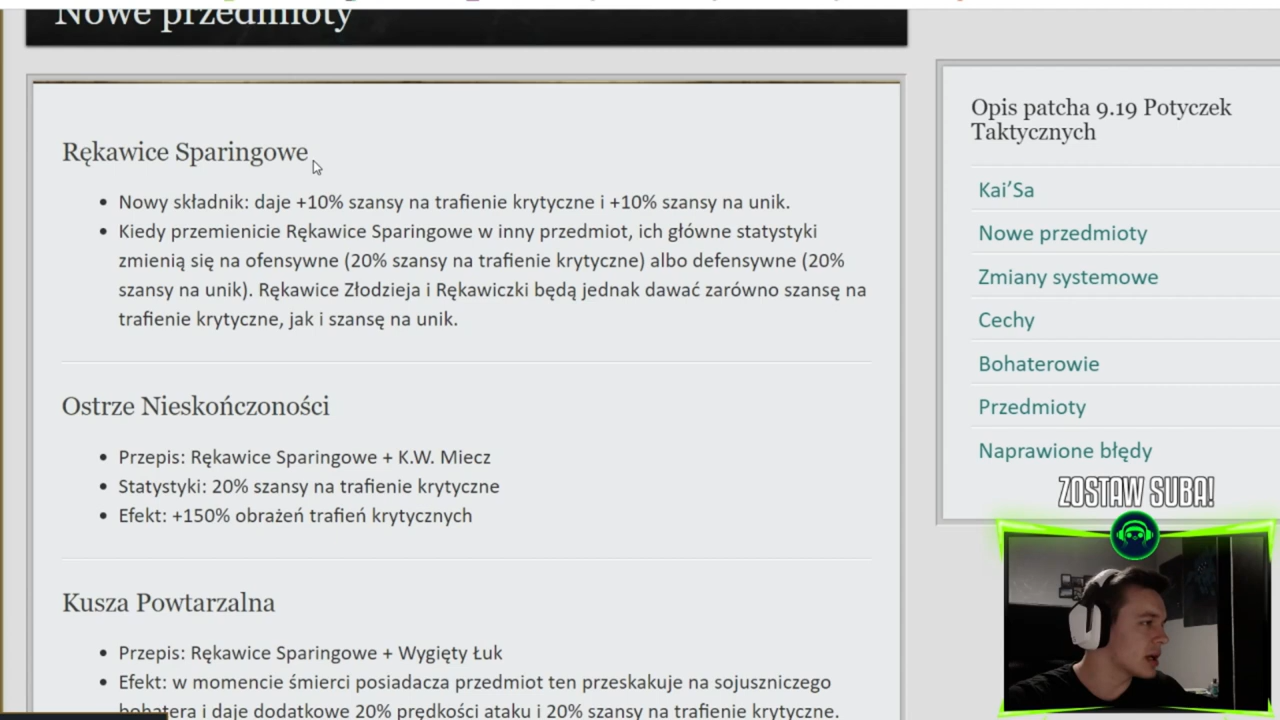 Nowe przedmioty
Rękawice Sparingowe
Nowy składnik: daje +10% szansy na trafienie krytyczne i +10% szansy na unik.
Kiedy przemienicie Rękawice Sparingowe w inny przedmiot, ich główne statystyki
zmienią się na ofensywne (20% szansy na trafienie krytyczne) albo defensywne (20%
szansy na unik). Rękawice Złodzieja i Rękawiczki będą jednak dawać zarówno szansę na
trafienie krytyczne, jak i szansę na unik.
Ostrze Nieskończoności
Przepis: Rękawice Sparingowe + K.W. Miecz
Statystyki: 20% szansy na trafienie krytyczne
Efekt: +150% obrażeń trafień krytycznych
Kusza Powtarzalna
Przepis: Rękawice Sparingowe + Wygięty Łuk
Efekt: w momencie śmierci posiadacza przedmiot ten przeskakuje na sojuszniczego
bohatera i daje dodatkowe 20% prędkości ataku i 20% szansy na trafienie krytyczne.
Opis patcha 9.19 Potyczek
Taktycznych
Kai’Sa
Nowe przedmioty
Zmiany systemowe
Cechy
Bohaterowie
Przedmioty
Naprawione błędy
ZOSTAW SUBA!